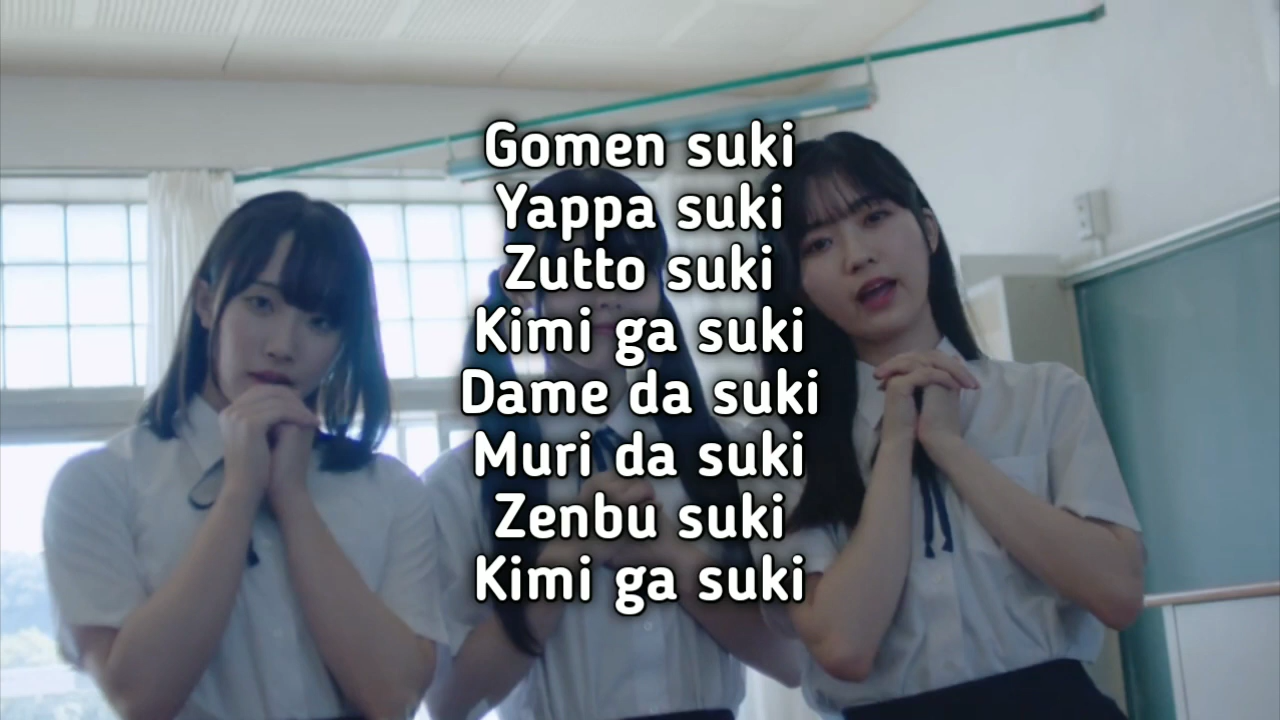 Gomen suki
Yappa suki
Zutto suki
Kimi ga suki
Dame da suki
Muri da suki
Zenbu suki
Kimi ga suki